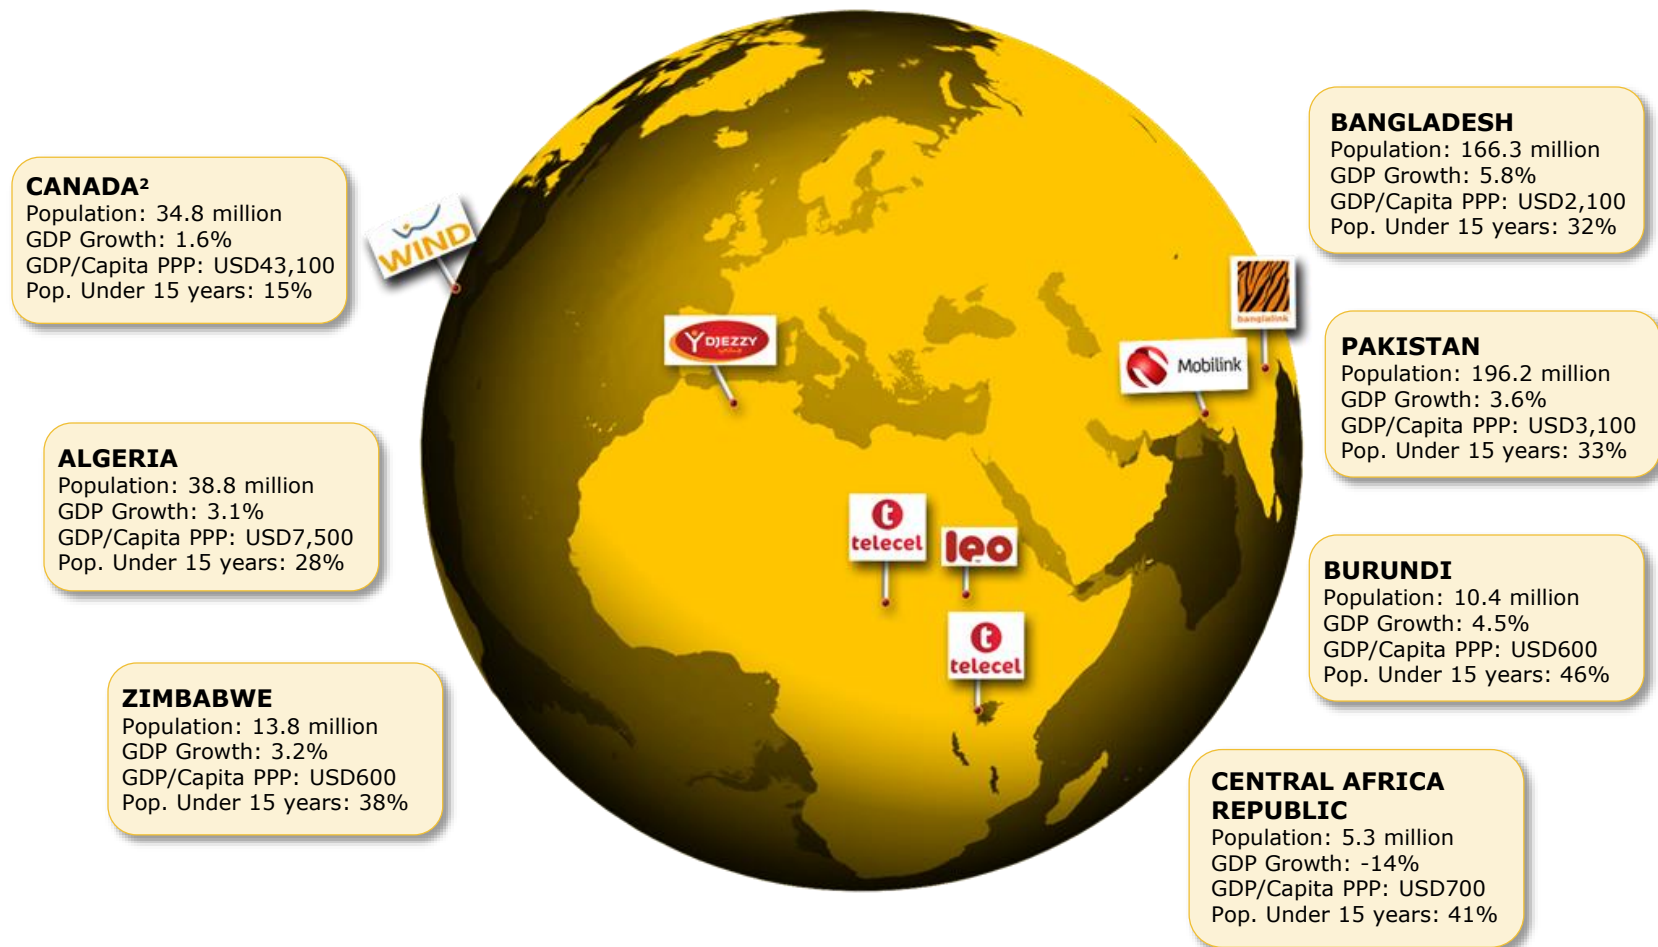 CANADA²
Population: 34.8 million
GDP Growth: 1.6%
GDP/Capita PPP: USD43,100
Pop. Under 15 years: 15%
ALGERIA
Population: 38.8 million
GDP Growth: 3.1%
GDP/Capita PPP: USD7,500
Pop. Under 15 years: 28%
ZIMBABWE
Population: 13.8 million
GDP Growth: 3.2%
GDP/Capita PPP: USD600
Pop. Under 15 years: 38%
WIND
DJEZZY
جازي
banglalink
Mobilink
telecel
leo
telecel
BANGLADESH
Population: 166.3 million
GDP Growth: 5.8%
GDP/Capita PPP: USD2,100
Pop. Under 15 years: 32%
PAKISTAN
Population: 196.2 million
GDP Growth: 3.6%
GDP/Capita PPP: USD3,100
Pop. Under 15 years: 33%
BURUNDI
Population: 10.4 million
GDP Growth: 4.5%
GDP/Capita PPP: USD600
Pop. Under 15 years: 46%
CENTRAL AFRICA
REPUBLIC
Population: 5.3 million
GDP Growth: -14%
GDP/Capita PPP: USD700
Pop. Under 15 years: 41%